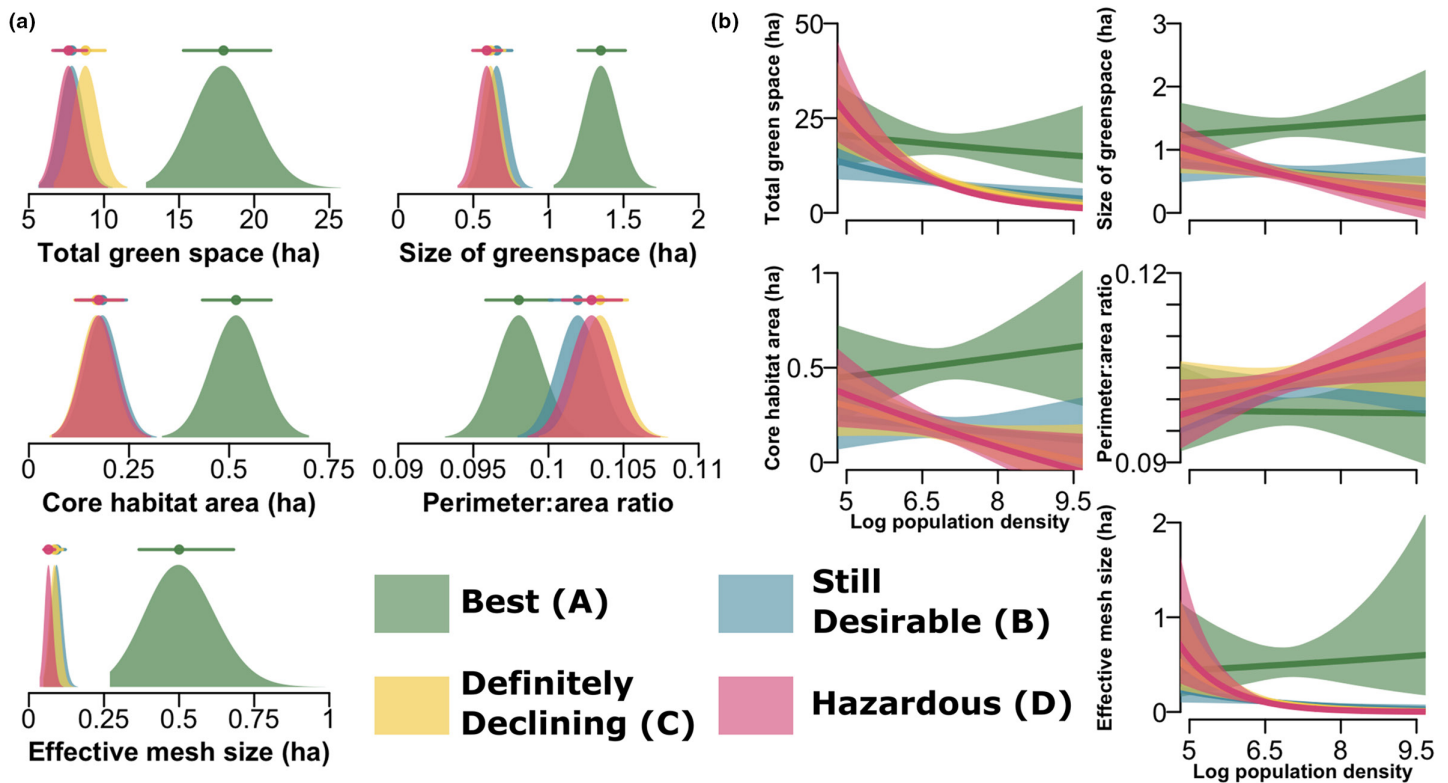 (a)
5 10 15 20 25
Total green space (ha)
0 0.5 1 1.5 2
Size of greenspace (ha)
0 0.25 0.5 0.75
Core habitat area (ha)
0.09 0.095 0.1 0.105 0.11
Perimeter:area ratio
0 0.25 0.5 0.75 1
Effective mesh size (ha)
Best (A)
Still
Desirable (B)
Definitely
Declining (C)
Hazardous (D)
(b)
Total green space (ha)
50
25
0
Size of greenspace (ha)
3
2
1
0
Core habitat area (ha)
1
0.5
0
5 6.5 8 9.5
Log population density
Perimeter:area ratio
0.12
0.09
Effective mesh size (ha)
2
1
0
5 6.5 8 9.5
Log population density